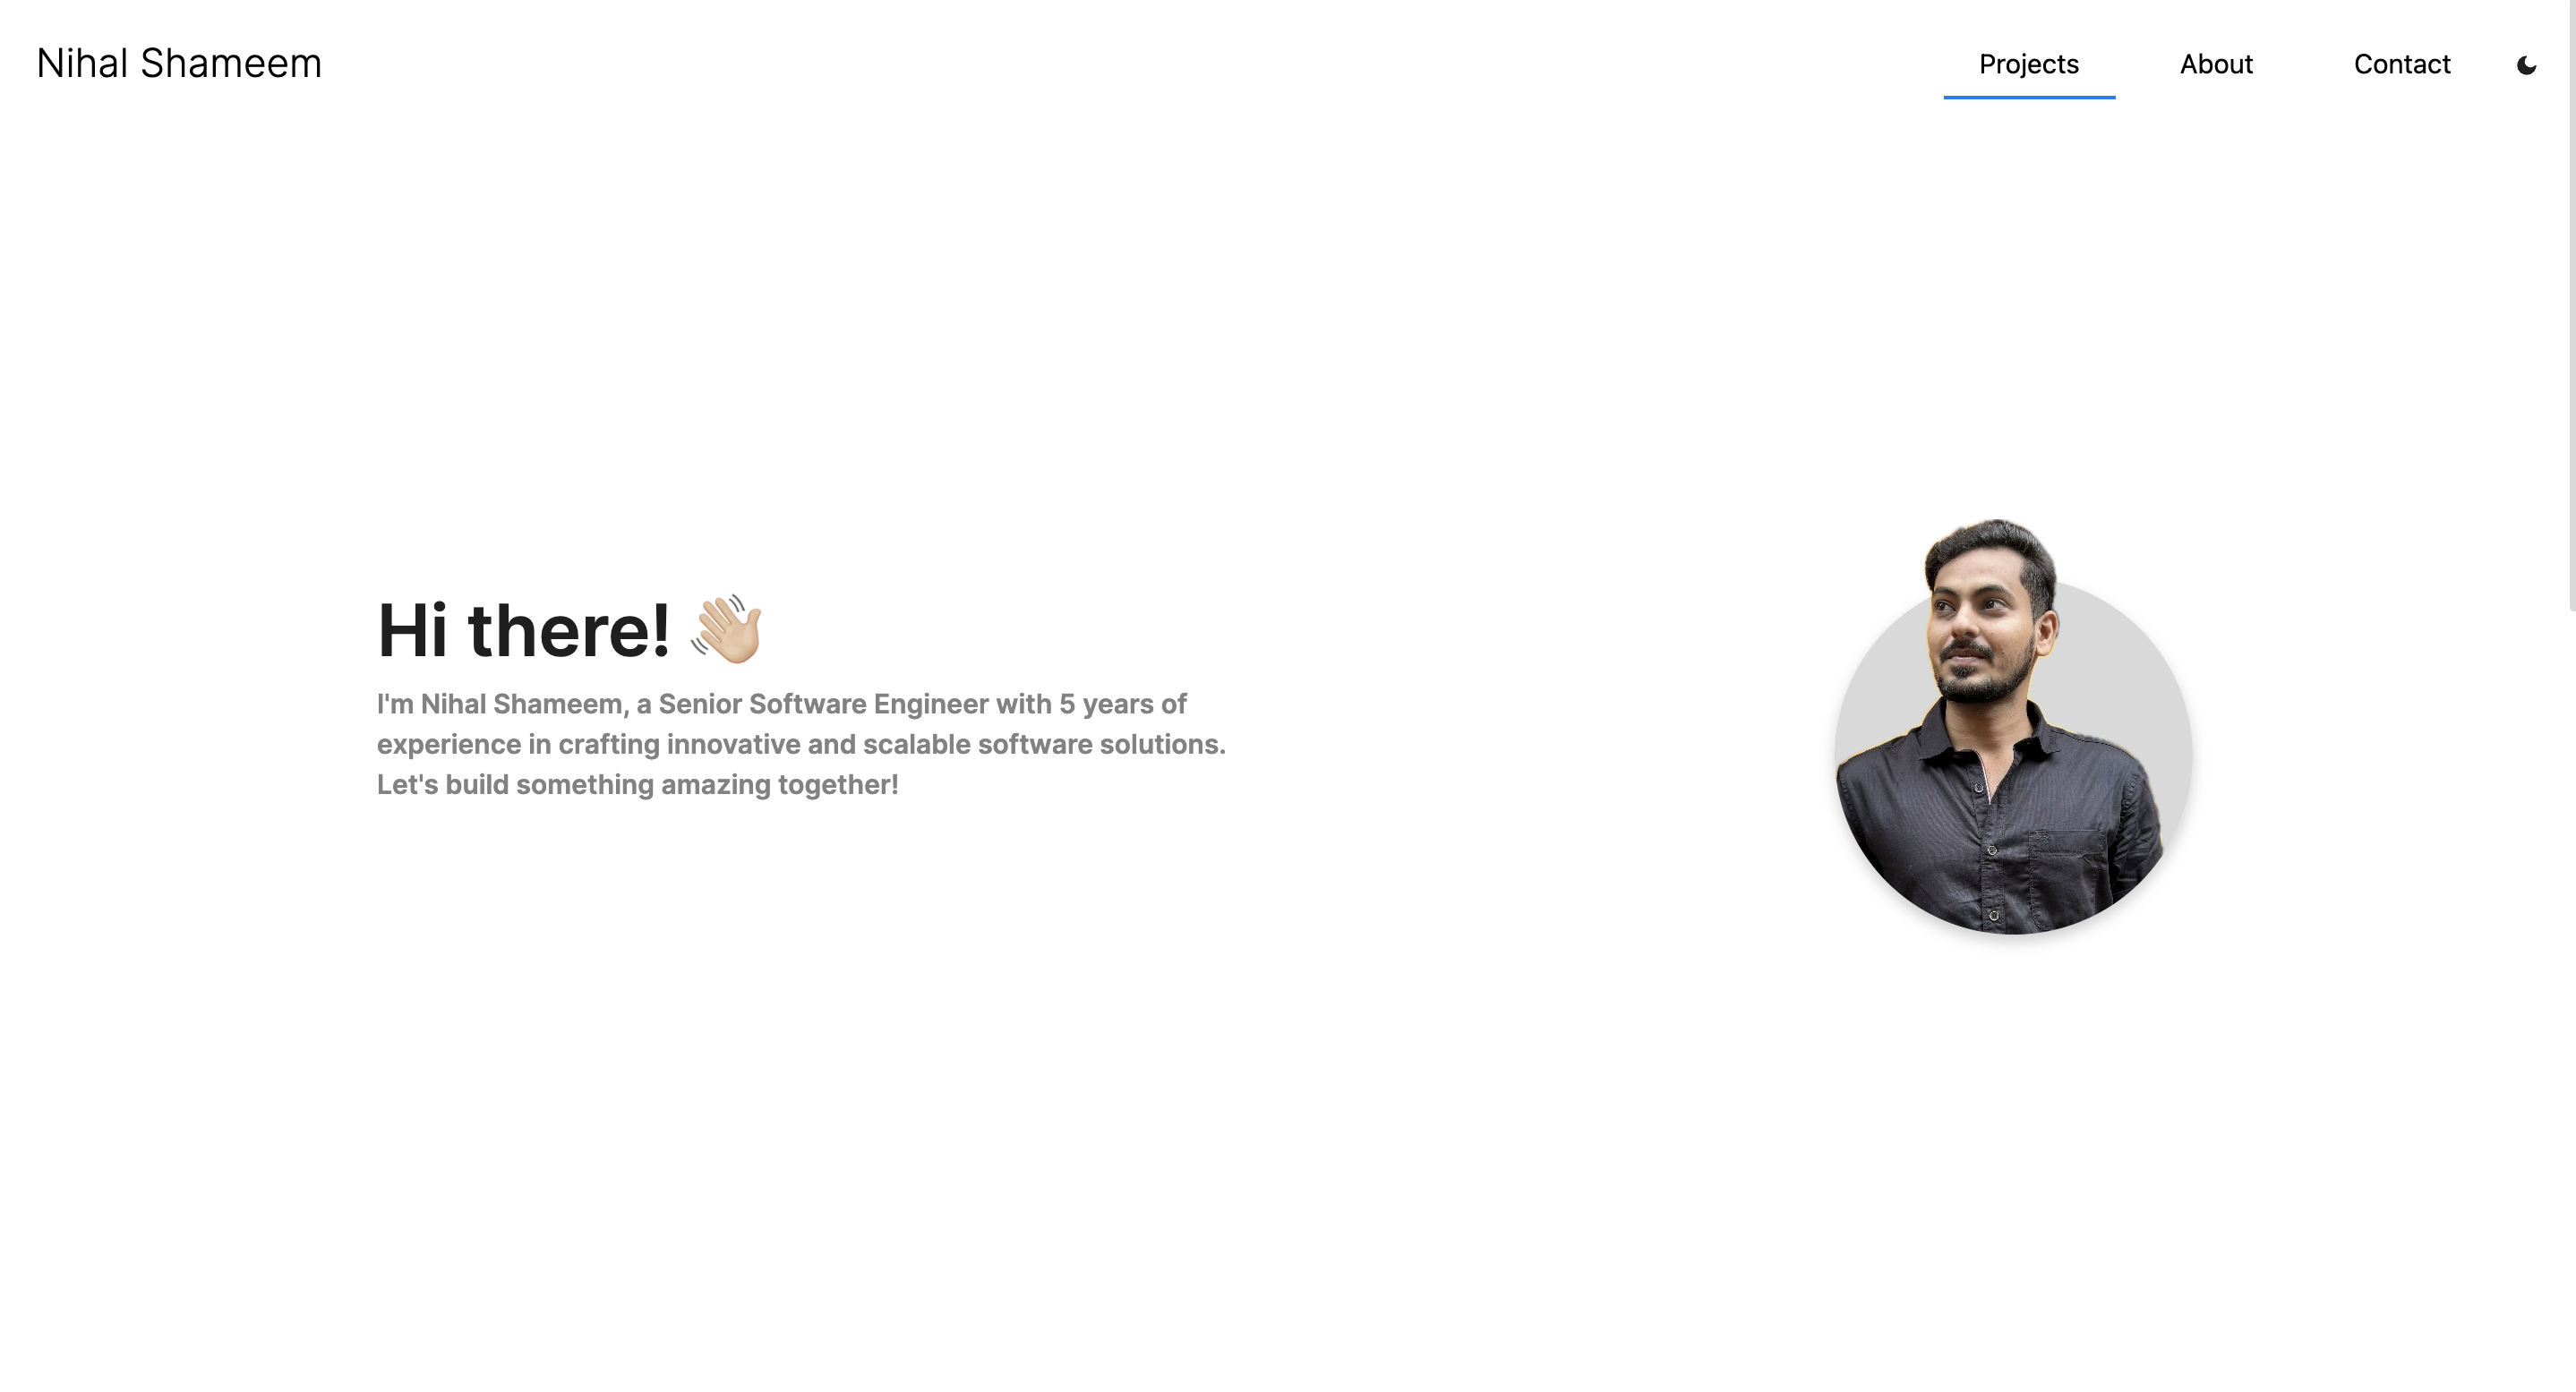 Nihal Shameem
Projects About Contact
Hi there! 👋🏼
I'm Nihal Shameem, a Senior Software Engineer with 5 years of
experience in crafting innovative and scalable software solutions.
Let's build something amazing together!